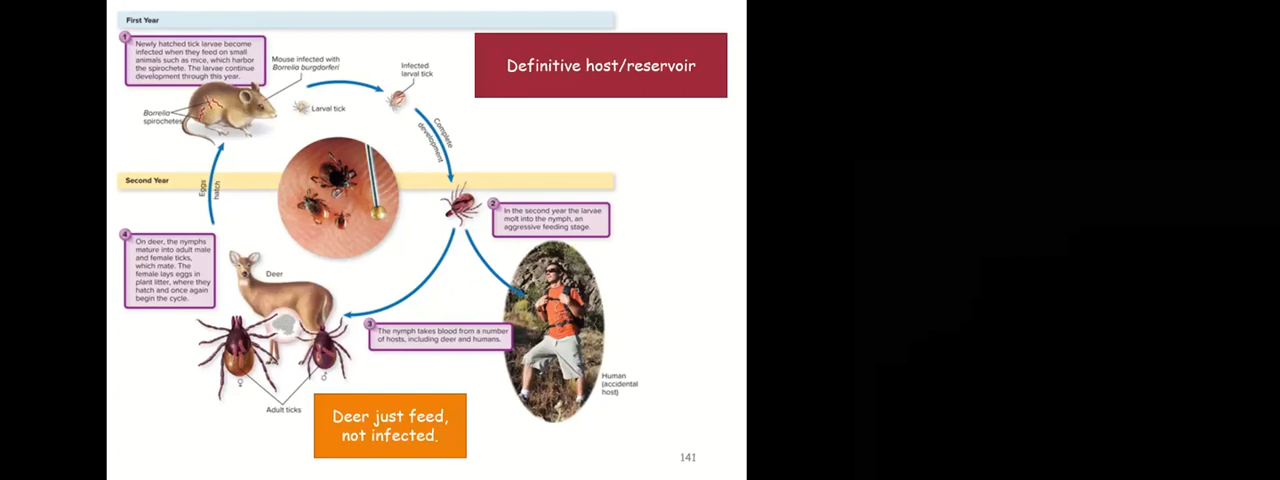 First Year
1
Newly hatched tick larvae become
infected when they feed on small
animals such as mice, which harbor
the spirochete. The larvae continue
development through this year.
Mouse infected with
Borrelia burgdorferi
Infected
larval tick
Definitive host/reservoir
Larval tick
Borrelia
spirochetes
Complete
development
Second Year
Eggs
hatch
2
In the second year the larvae
molt into the nymph, an
aggressive feeding stage.
4
On deer, the nymphs
mature into adult male
and female ticks,
which mate. The
female lays eggs in
plant litter, where they
hatch and once again
begin the cycle.
Deer
3
The nymph takes blood from a number
of hosts, including deer and humans.
Human
(accidental
host)
♀
♂
Adult ticks
Deer just feed,
not infected.
141